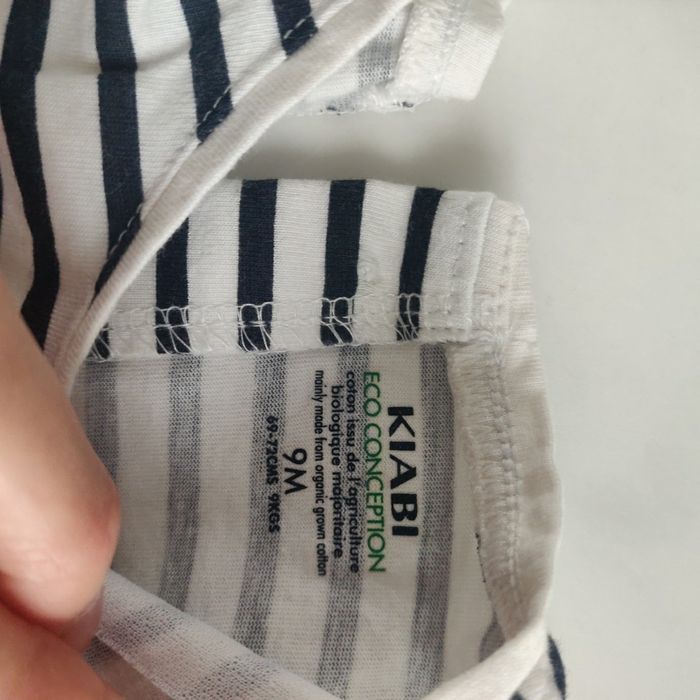 KIABI
ECO CONCEPTION
coton issu de l'agriculture
biologique majoritaire
mainly made from organic grown cotton
9M
69-72CMS 9KGS